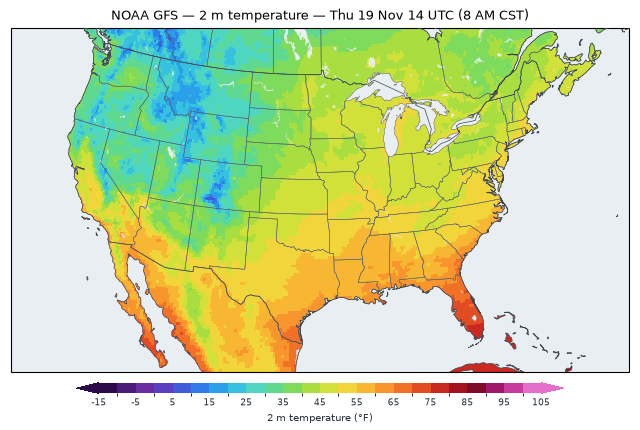 NOAA GFS — 2 m temperature — Thu 19 Nov 14 UTC (8 AM CST)
-15 -5 5 15 25 35 45 55 65 75 85 95 105
2 m temperature (°F)